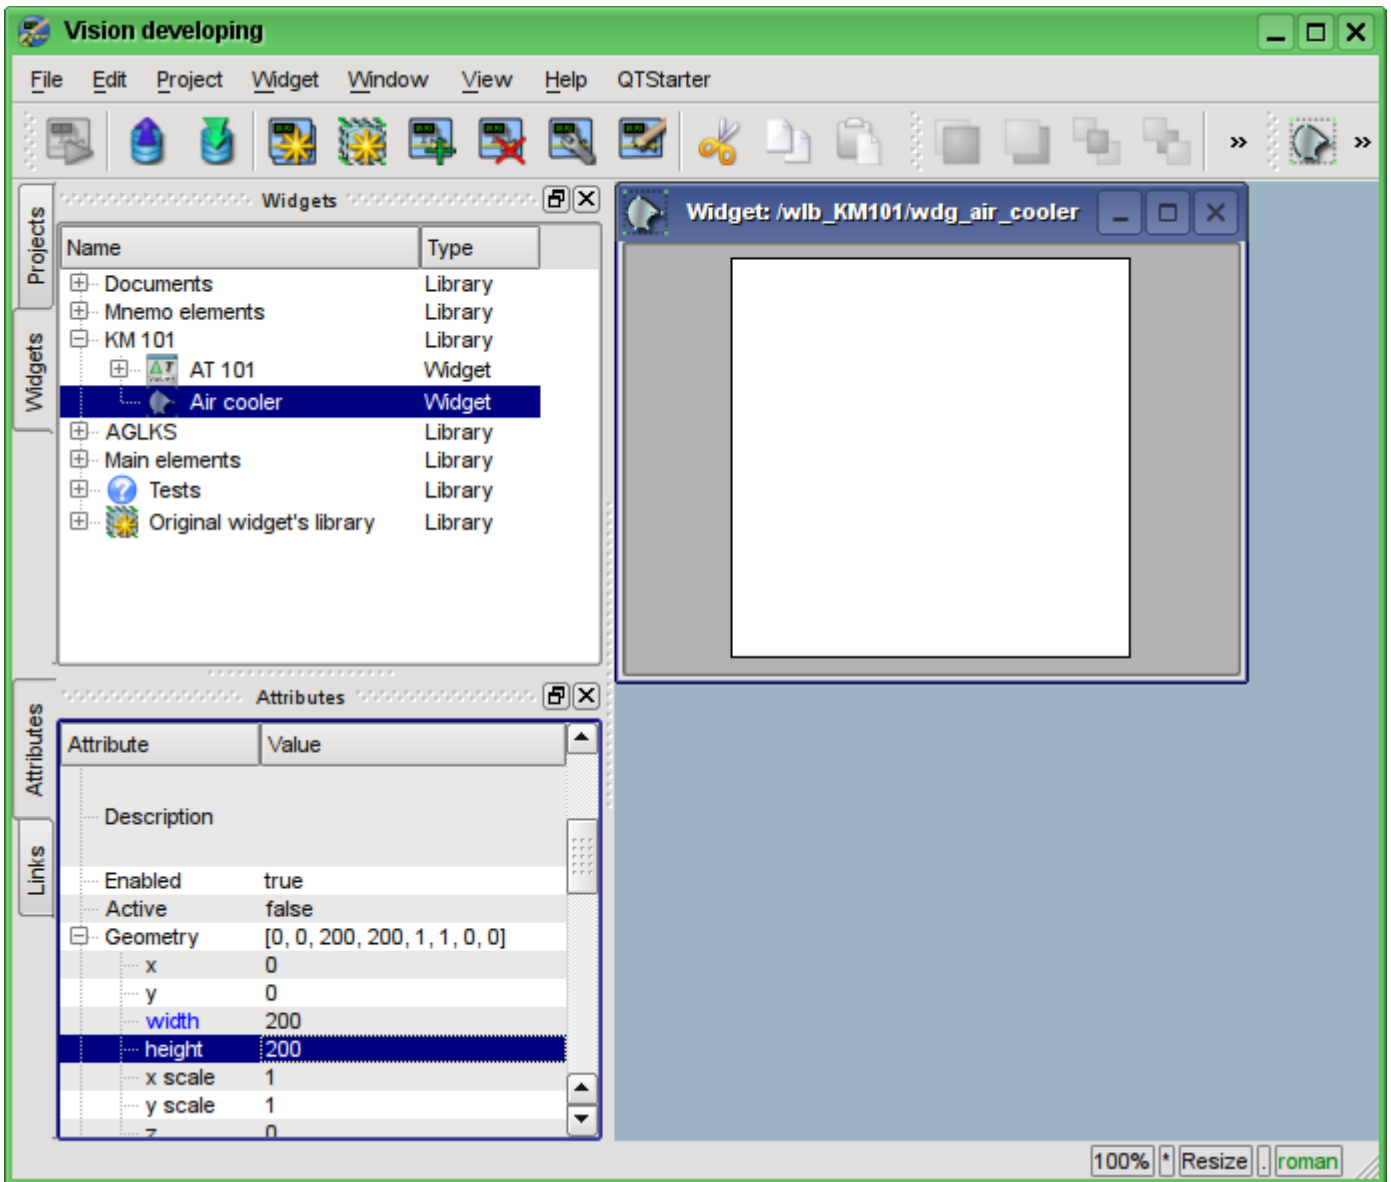 Vision developing
File Edit Project Widget Window View Help QTStarter
» »
Projects
Widgets
Widgets
Name Type
Documents Library
Mnemo elements Library
KM 101 Library
AT 101 Widget
Air cooler Widget
AGLKS Library
Main elements Library
Tests Library
Original widget's library Library
Widget: /wlb_KM101/wdg_air_cooler
Attributes
Links
Attributes
Attribute Value
Description
Enabled true
Active false
Geometry [0, 0, 200, 200, 1, 1, 0, 0]
x 0
y 0
width 200
height 200
x scale 1
y scale 1
z 0
100% * Resize . roman